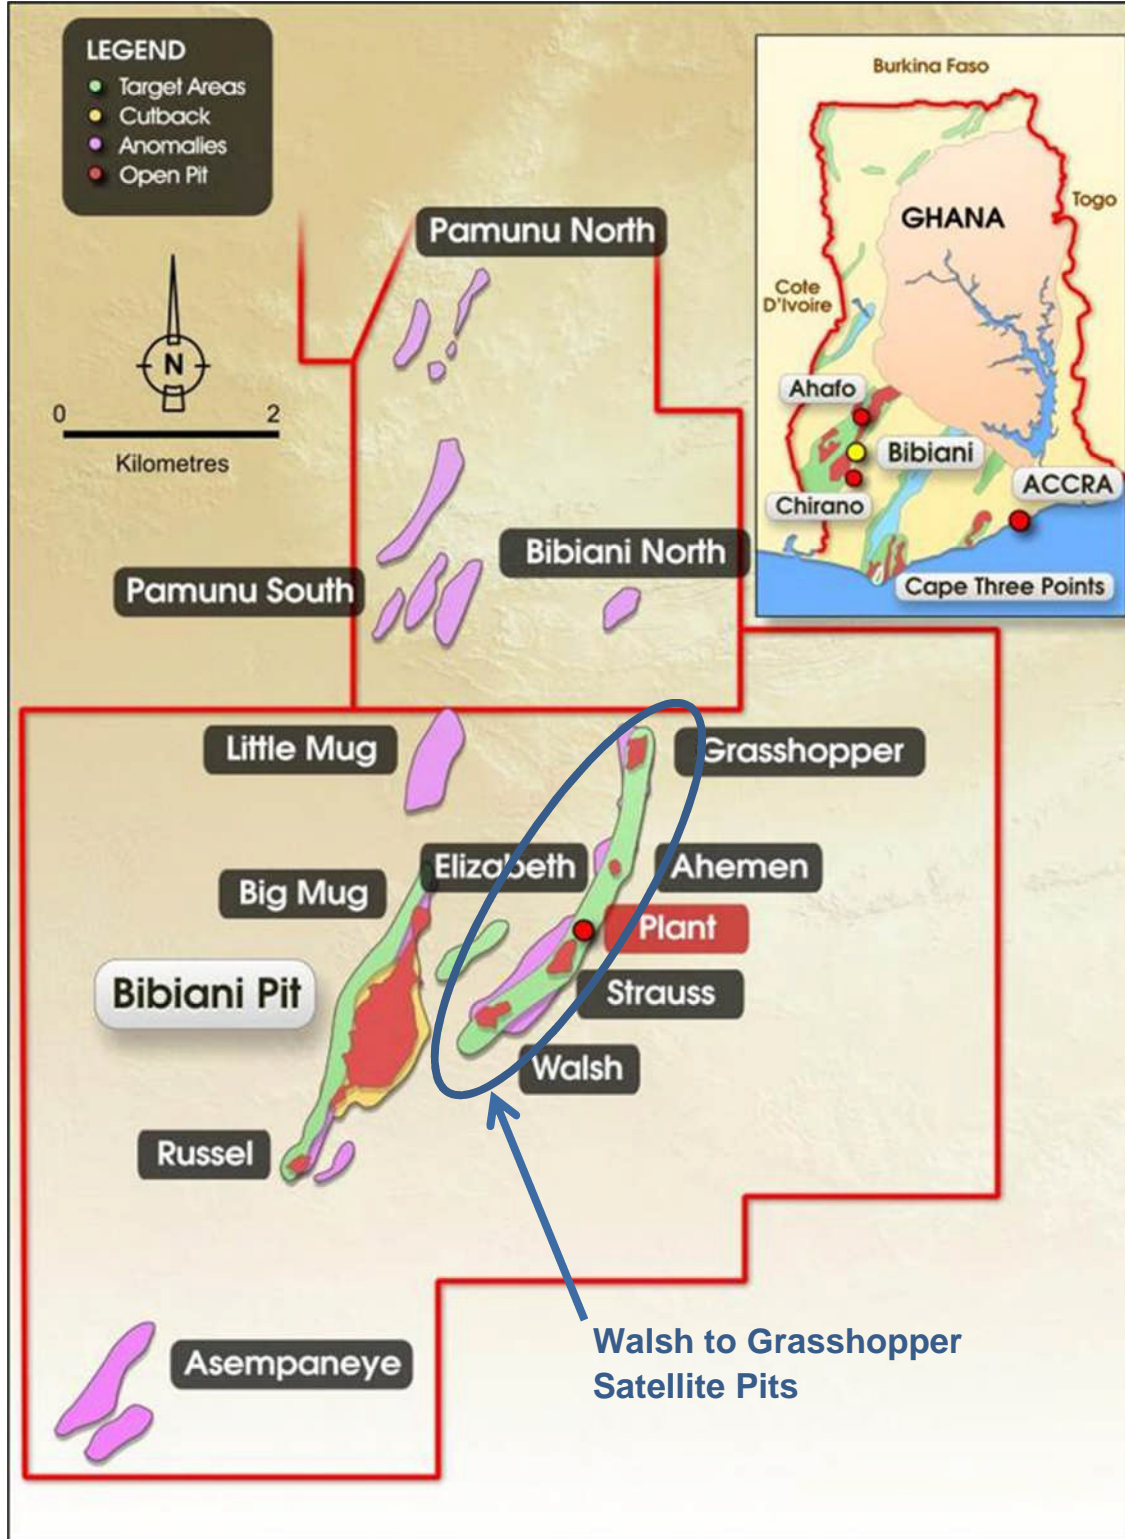 LEGEND
Target Areas
Cutback
Anomalies
Open Pit
N
0 2
Kilometres
Burkina Faso
Togo
GHANA
Cote
D'Ivoire
Ahafo
Bibiani
ACCRA
Chirano
Cape Three Points
Pamunu North
Bibiani North
Pamunu South
Little Mug
Grasshopper
Elizabeth
Ahemen
Big Mug
Plant
Bibiani Pit
Strauss
Walsh
Russel
Walsh to Grasshopper
Satellite Pits
Asempaneye